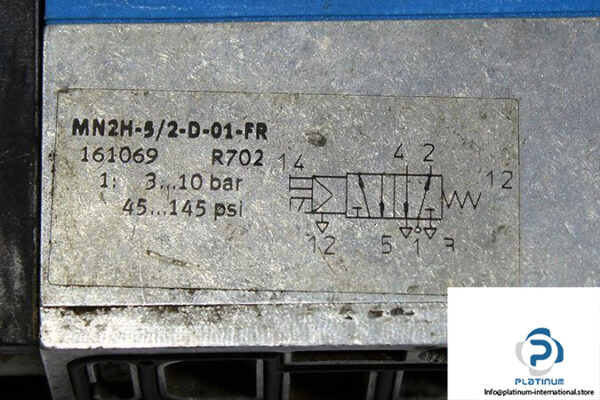 MN2H-5/2-D-01-FR
161069 R702
1: 3...10 bar
45...145 psi
14
4 2
12
12 5 1 3
PLATINUM
Info@platinum-international.store